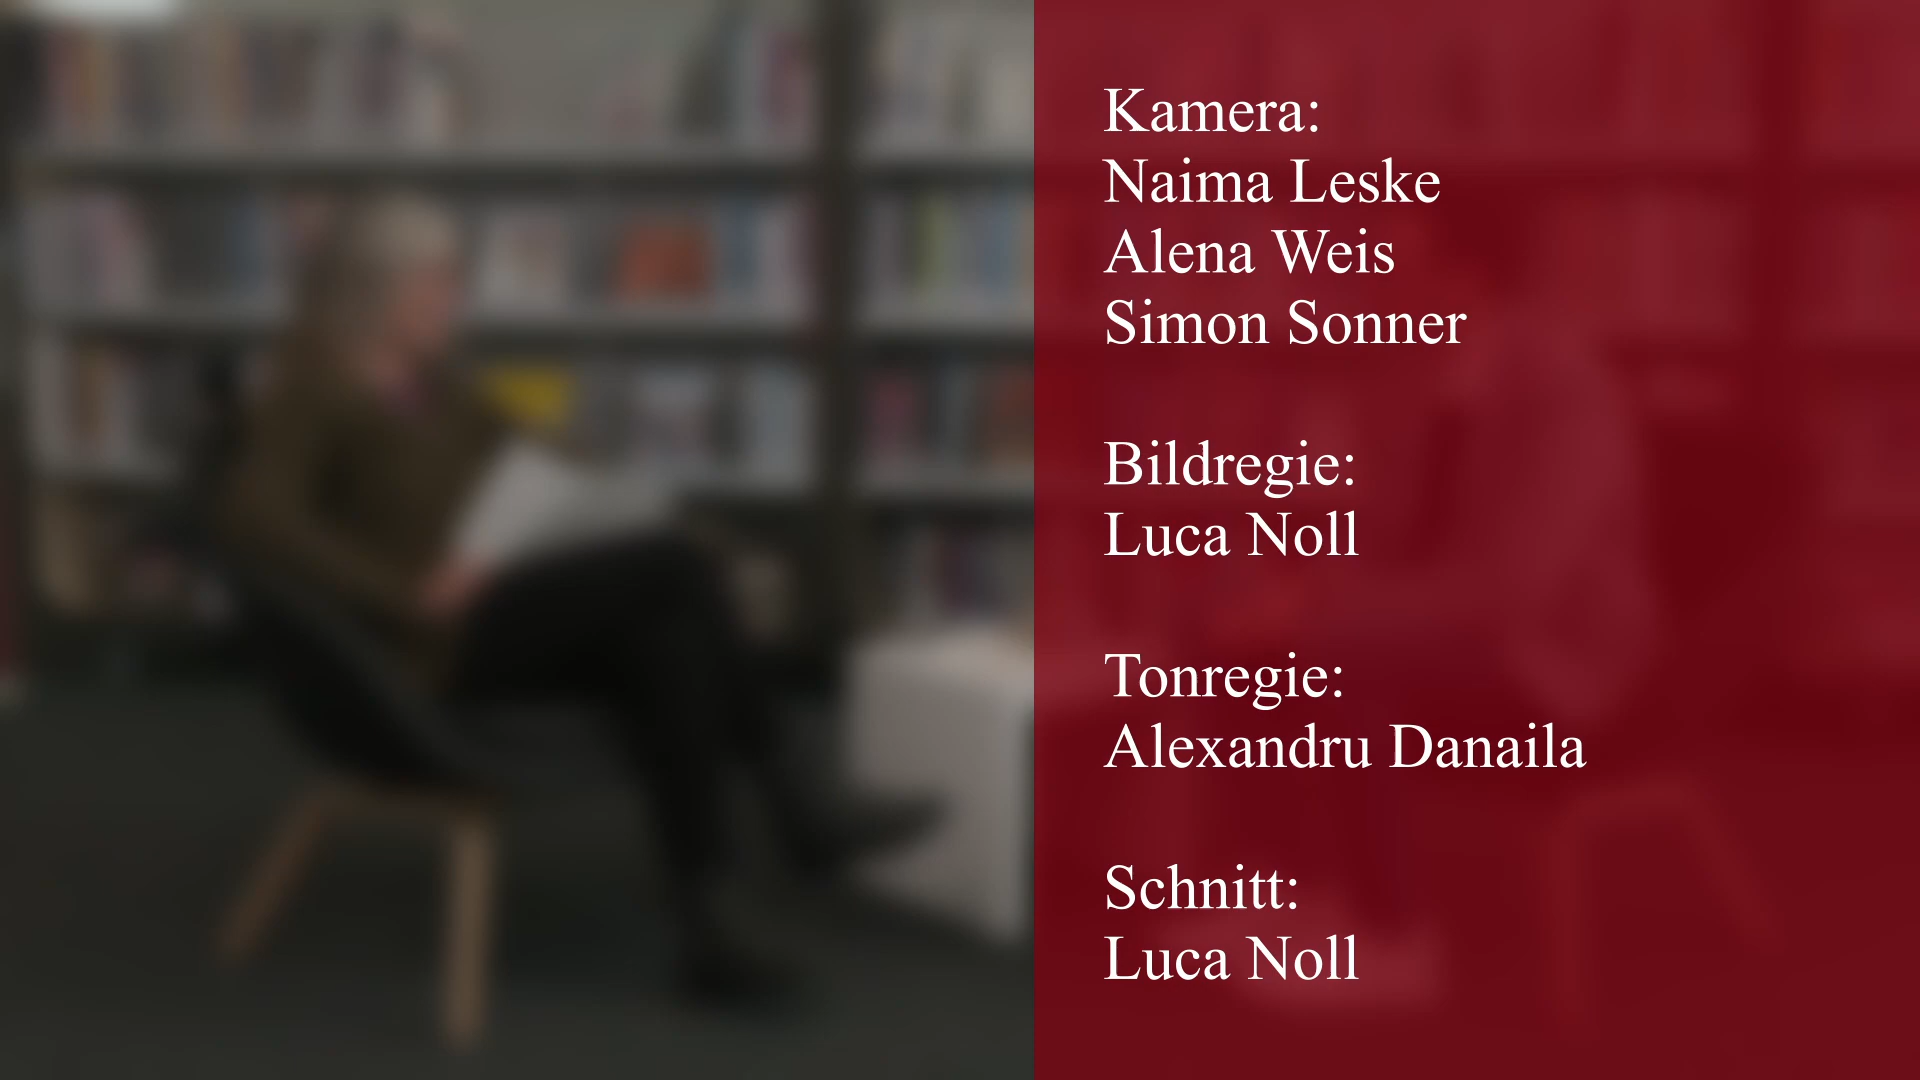 Kamera:
Naima Leske
Alena Weis
Simon Sonner
Bildregie:
Luca Noll
Tonregie:
Alexandru Danaila
Schnitt:
Luca Noll